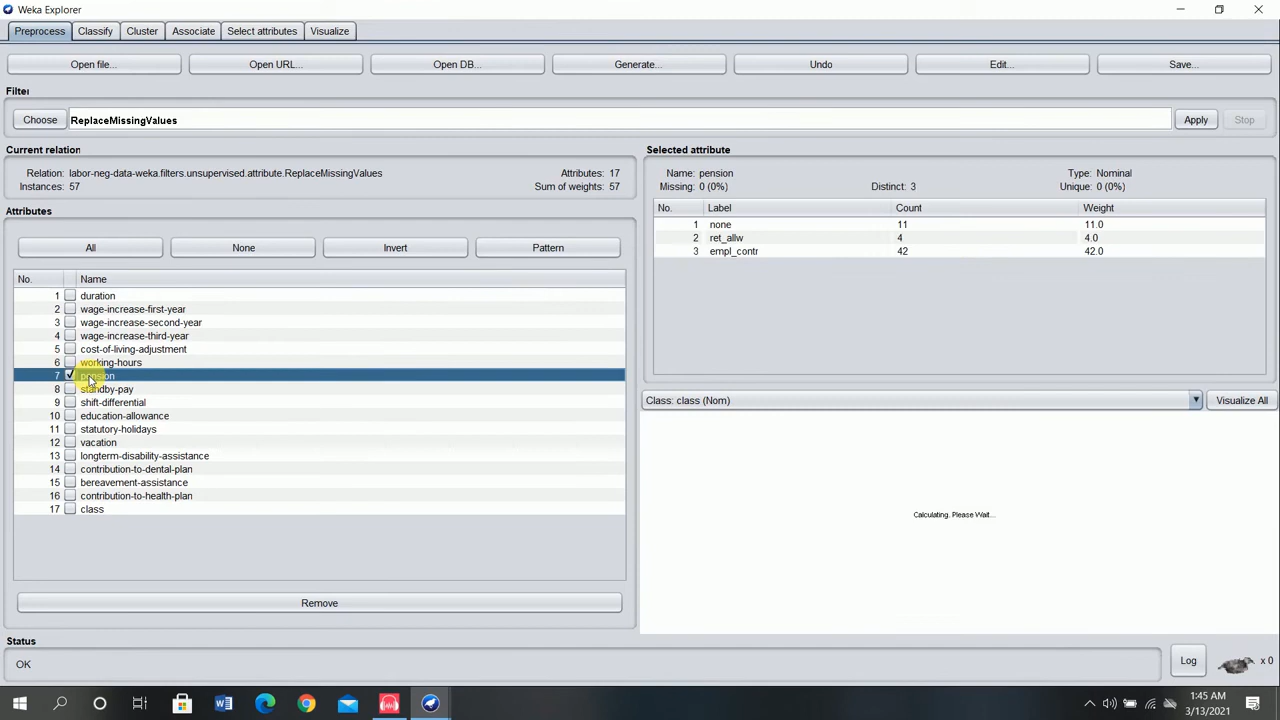 Weka Explorer
Preprocess Classify Cluster Associate Select attributes Visualize
Open file... Open URL... Open DB... Generate... Undo Edit... Save...
Filter
Choose ReplaceMissingValues Apply Stop
Current relation
Relation: labor-neg-data-weka.filters.unsupervised.attribute.ReplaceMissingValues Attributes: 17
Instances: 57 Sum of weights: 57
Attributes
All None Invert Pattern
No. Name
1 duration
2 wage-increase-first-year
3 wage-increase-second-year
4 wage-increase-third-year
5 cost-of-living-adjustment
6 working-hours
7 pension
8 standby-pay
9 shift-differential
10 education-allowance
11 statutory-holidays
12 vacation
13 longterm-disability-assistance
14 contribution-to-dental-plan
15 bereavement-assistance
16 contribution-to-health-plan
17 class
Remove
Selected attribute
Name: pension Type: Nominal
Missing: 0 (0%) Distinct: 3 Unique: 0 (0%)
No. Label Count Weight
1 none 11 11.0
2 ret_allw 4 4.0
3 empl_contr 42 42.0
Class: class (Nom) Visualize All
Calculating. Please Wait...
Status
OK
Log x 0
1:45 AM
3/13/2021